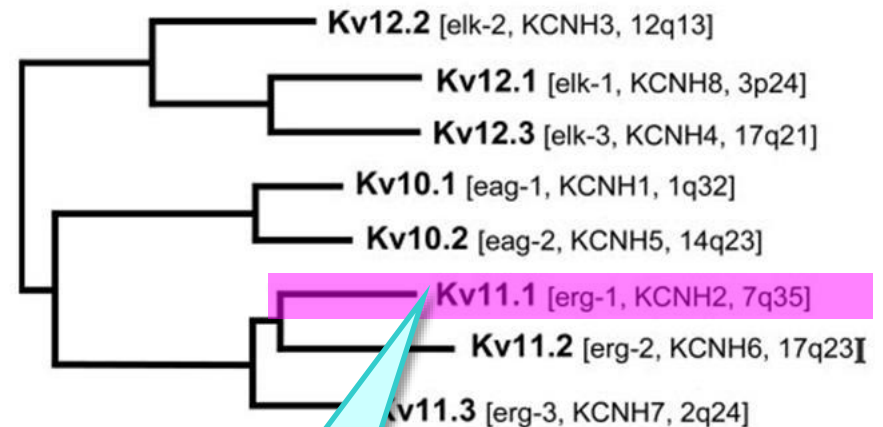 Kv12.2 [elk-2, KCNH3, 12q13]
Kv12.1 [elk-1, KCNH8, 3p24]
Kv12.3 [elk-3, KCNH4, 17q21]
Kv10.1 [eag-1, KCNH1, 1q32]
Kv10.2 [eag-2, KCNH5, 14q23]
Kv11.1 [erg-1, KCNH2, 7q35]
Kv11.2 [erg-2, KCNH6, 17q23]
Kv11.3 [erg-3, KCNH7, 2q24]